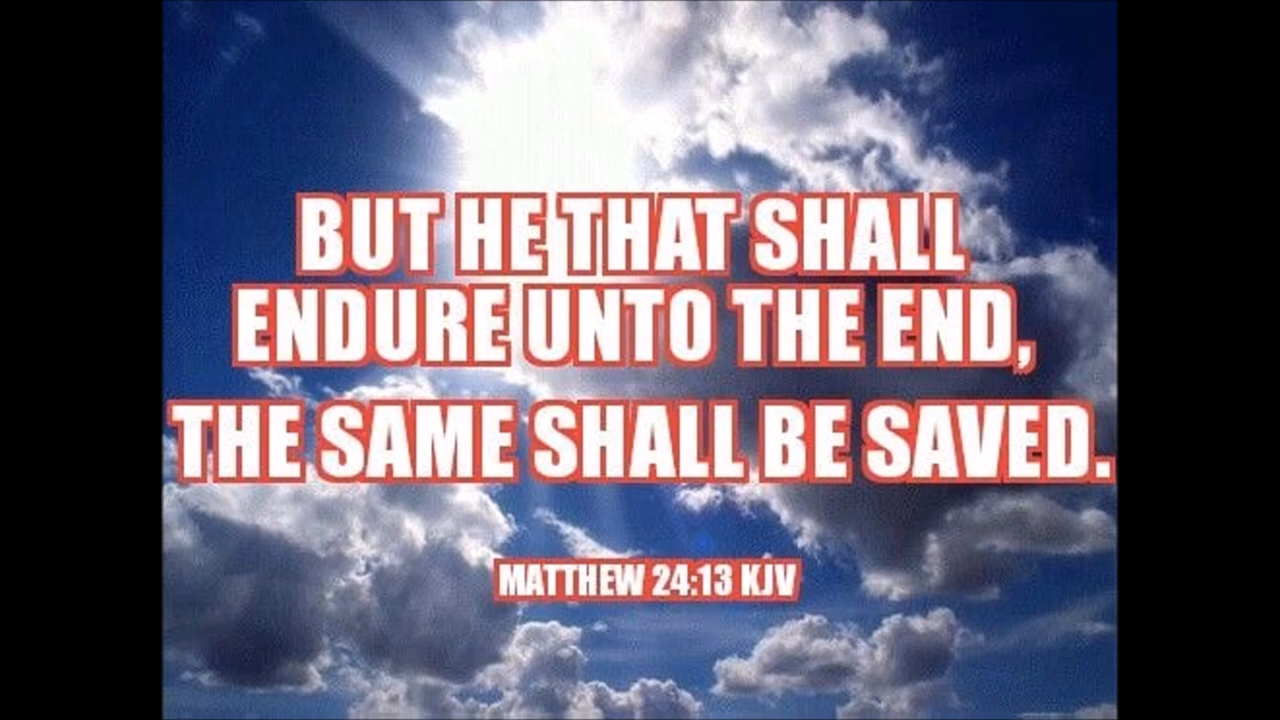 BUT HE THAT SHALL
ENDURE UNTO THE END,
THE SAME SHALL BE SAVED.
MATTHEW 24:13 KJV